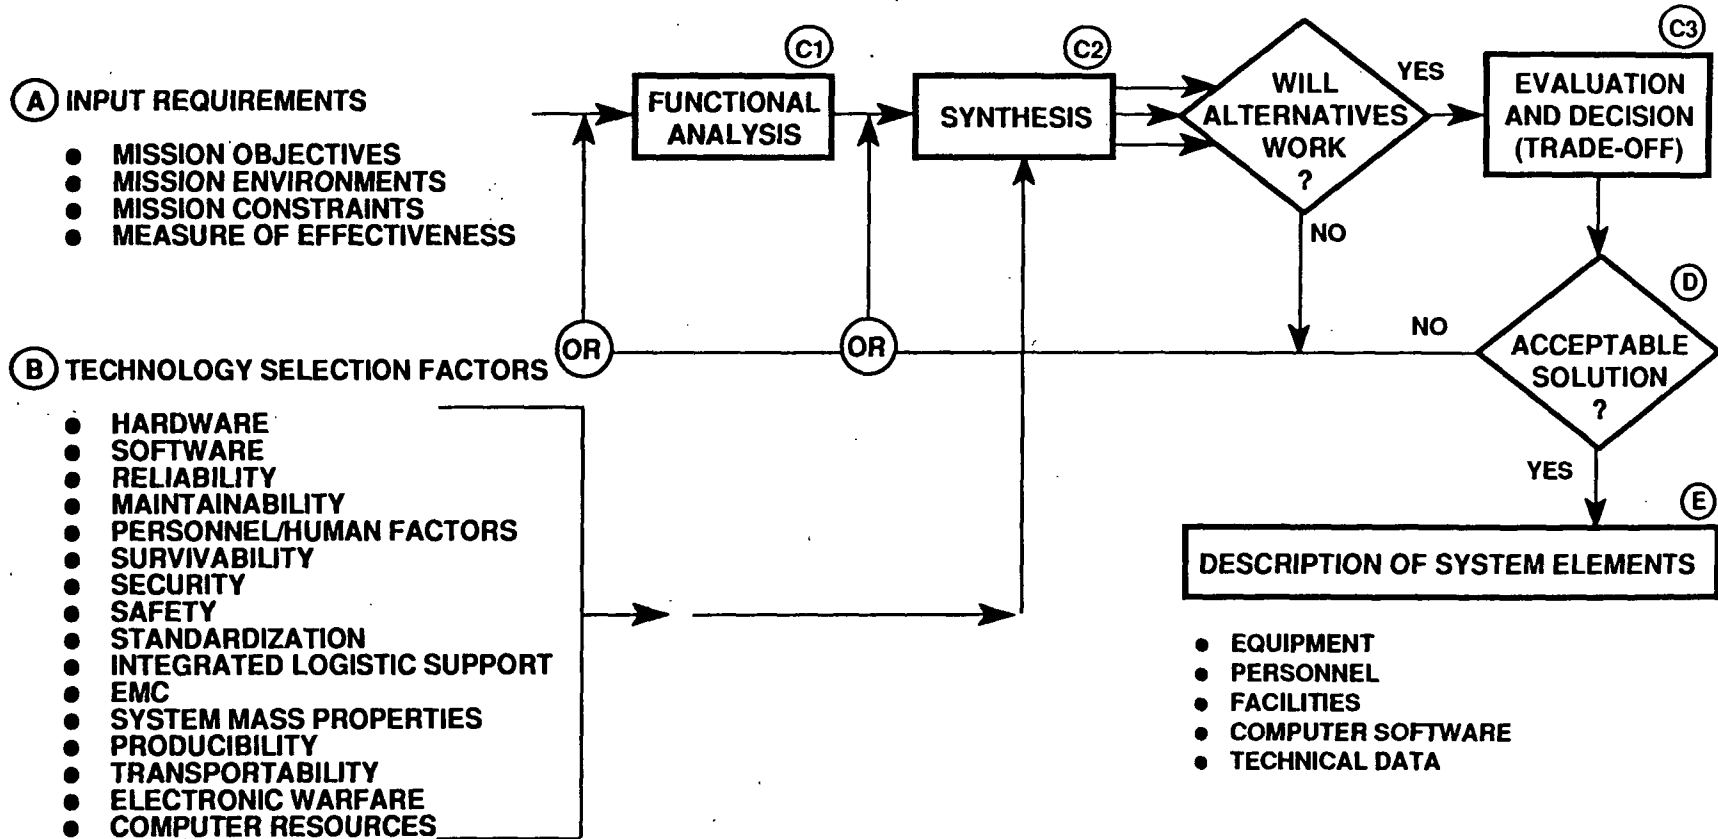 A INPUT REQUIREMENTS
● MISSION OBJECTIVES
● MISSION ENVIRONMENTS
● MISSION CONSTRAINTS
● MEASURE OF EFFECTIVENESS
B TECHNOLOGY SELECTION FACTORS
● HARDWARE
● SOFTWARE
● RELIABILITY
● MAINTAINABILITY
● PERSONNEL/HUMAN FACTORS
● SURVIVABILITY
● SECURITY
● SAFETY
● STANDARDIZATION
● INTEGRATED LOGISTIC SUPPORT
● EMC
● SYSTEM MASS PROPERTIES
● PRODUCIBILITY
● TRANSPORTABILITY
● ELECTRONIC WARFARE
● COMPUTER RESOURCES
C1
FUNCTIONAL
ANALYSIS
C2
SYNTHESIS
WILL
ALTERNATIVES
WORK
?
YES
NO
C3
EVALUATION
AND DECISION
(TRADE-OFF)
OR
OR
NO
D
ACCEPTABLE
SOLUTION
?
YES
E
DESCRIPTION OF SYSTEM ELEMENTS
● EQUIPMENT
● PERSONNEL
● FACILITIES
● COMPUTER SOFTWARE
● TECHNICAL DATA